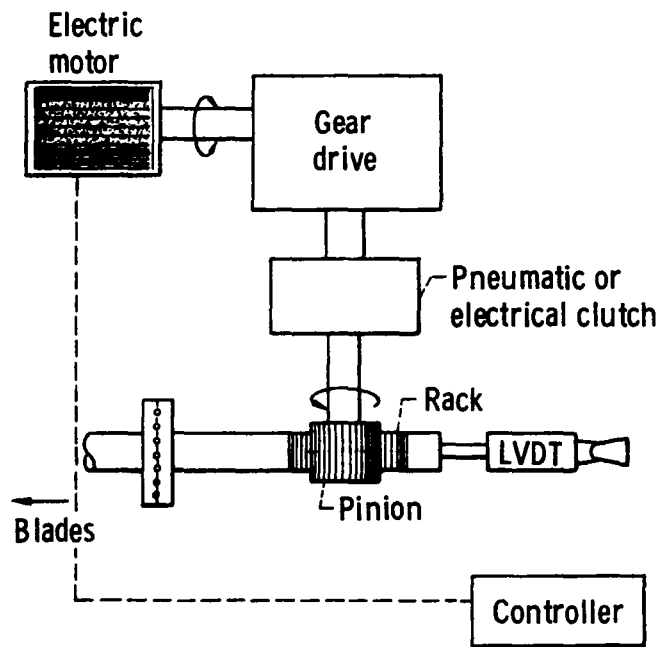 Electric
motor
Gear
drive
Pneumatic or
electrical clutch
Rack
LVDT
Pinion
Blades
Controller